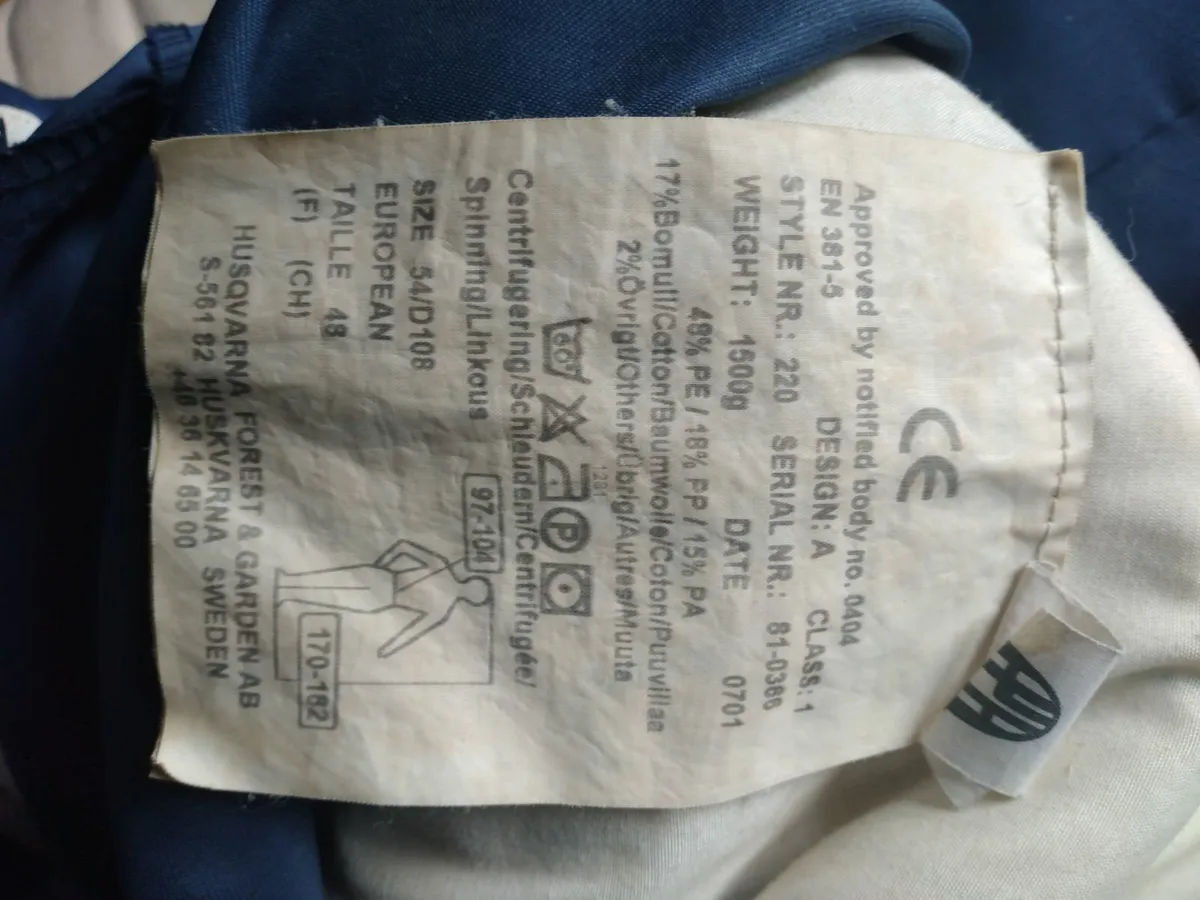 CE
Approved by notified body no. 0404
EN 381-5 DESIGN: A CLASS: 1
STYLE NR.: 220 SERIAL NR.: 81-0366
WEIGHT: 1500g DATE 0701
48% PE / 18% PP / 15% PA
17%Bomull/Cotton/Baumwolle/Coton/Puuvillaa
2%Övrigt/Others/Übrig/Autres/Muuta
1281
60 P
Centrifugering/Schleudern/Centrifugée/
Spinning/Linkous
SIZE 54/D108
EUROPEAN
TAILLE 48
(F) (CH)
97-104
170-182
HUSQVARNA FOREST & GARDEN AB
S-561 82 HUSKVARNA SWEDEN
+46 36 14 65 00